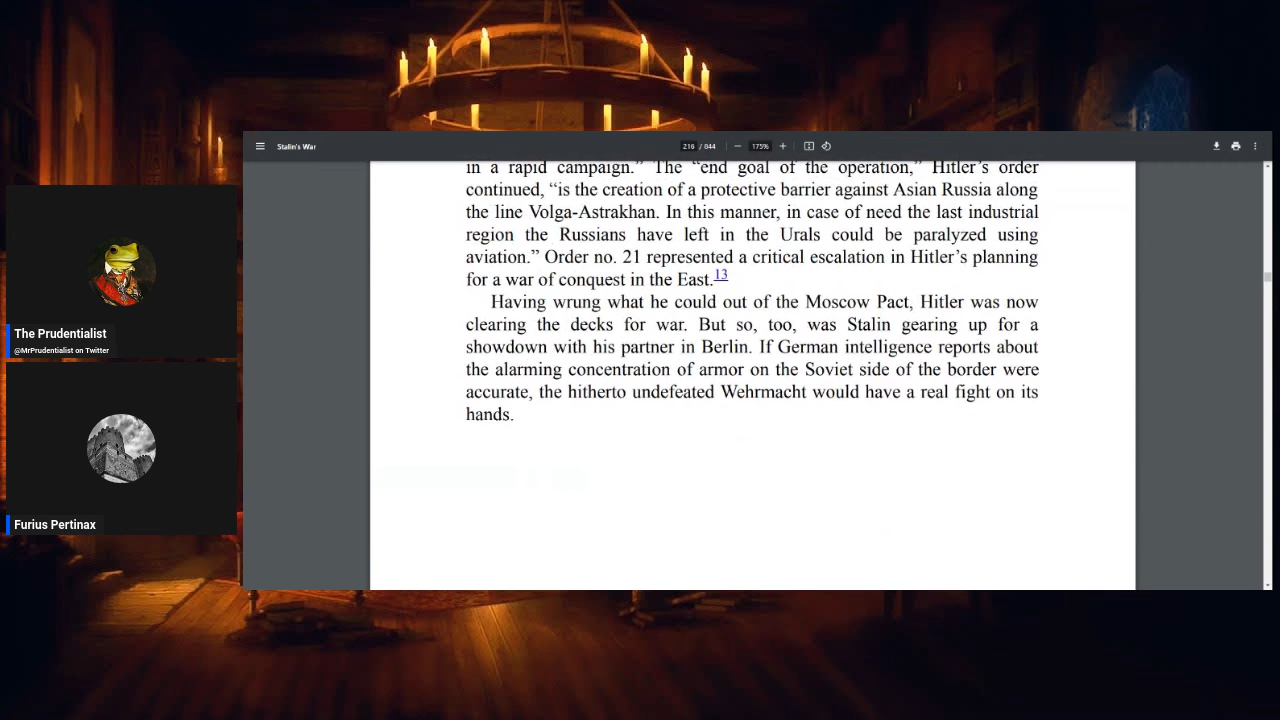 Stalin's War
216 / 844
175%
in a rapid campaign.” The “end goal of the operation,” Hitler’s order
continued, “is the creation of a protective barrier against Asian Russia along
the line Volga-Astrakhan. In this manner, in case of need the last industrial
region the Russians have left in the Urals could be paralyzed using
aviation.” Order no. 21 represented a critical escalation in Hitler’s planning
for a war of conquest in the East.13
Having wrung what he could out of the Moscow Pact, Hitler was now
clearing the decks for war. But so, too, was Stalin gearing up for a
showdown with his partner in Berlin. If German intelligence reports about
the alarming concentration of armor on the Soviet side of the border were
accurate, the hitherto undefeated Wehrmacht would have a real fight on its
hands.
The Prudentialist
@MrPrudentialist on Twitter
Furius Pertinax